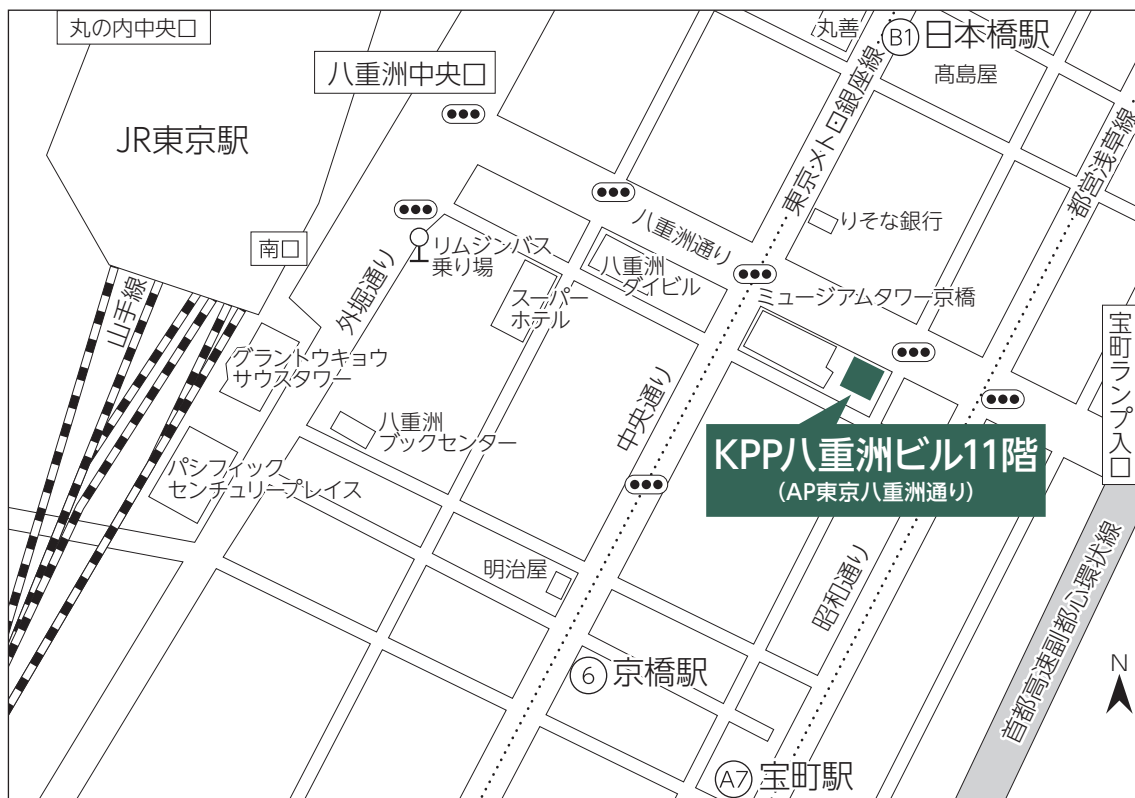 丸の内中央口
八重洲中央口
JR東京駅
南口
山手線
外堀通り
リムジンバス
乗り場
スーパー
ホテル
八重洲
ダイビル
八重洲通り
丸善
B1 日本橋駅
髙島屋
東京メトロ銀座線
都営浅草線
りそな銀行
ミュージアムタワー京橋
宝町ランプ入口
グラントウキョウ
サウスタワー
八重洲
ブックセンター
パシフィック
センチュリープレイス
中央通り
KPP八重洲ビル11階
(AP東京八重洲通り)
明治屋
昭和通り
6 京橋駅
A7 宝町駅
首都高速副都心環状線
N